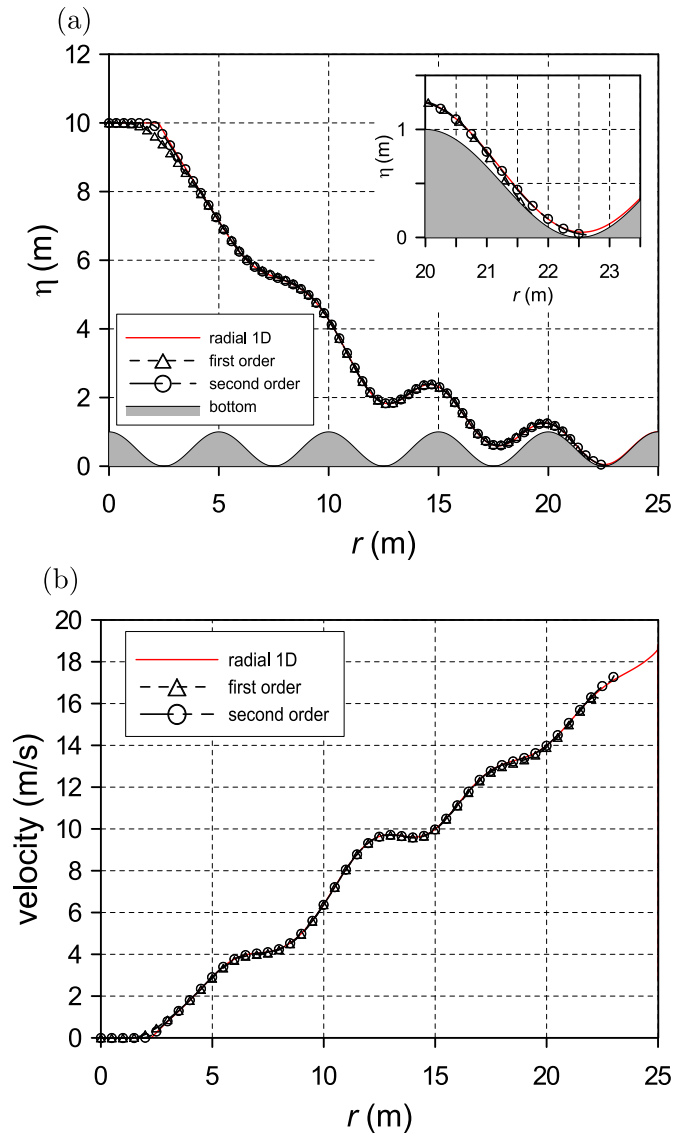 (a)
12
10
8
6
4
2
0
η (m)
radial 1D
first order
second order
bottom
1
0
η (m)
20 21 22 23
r (m)
0 5 10 15 20 25
r (m)
(b)
20
18
16
14
12
10
8
6
4
2
0
velocity (m/s)
radial 1D
first order
second order
0 5 10 15 20 25
r (m)